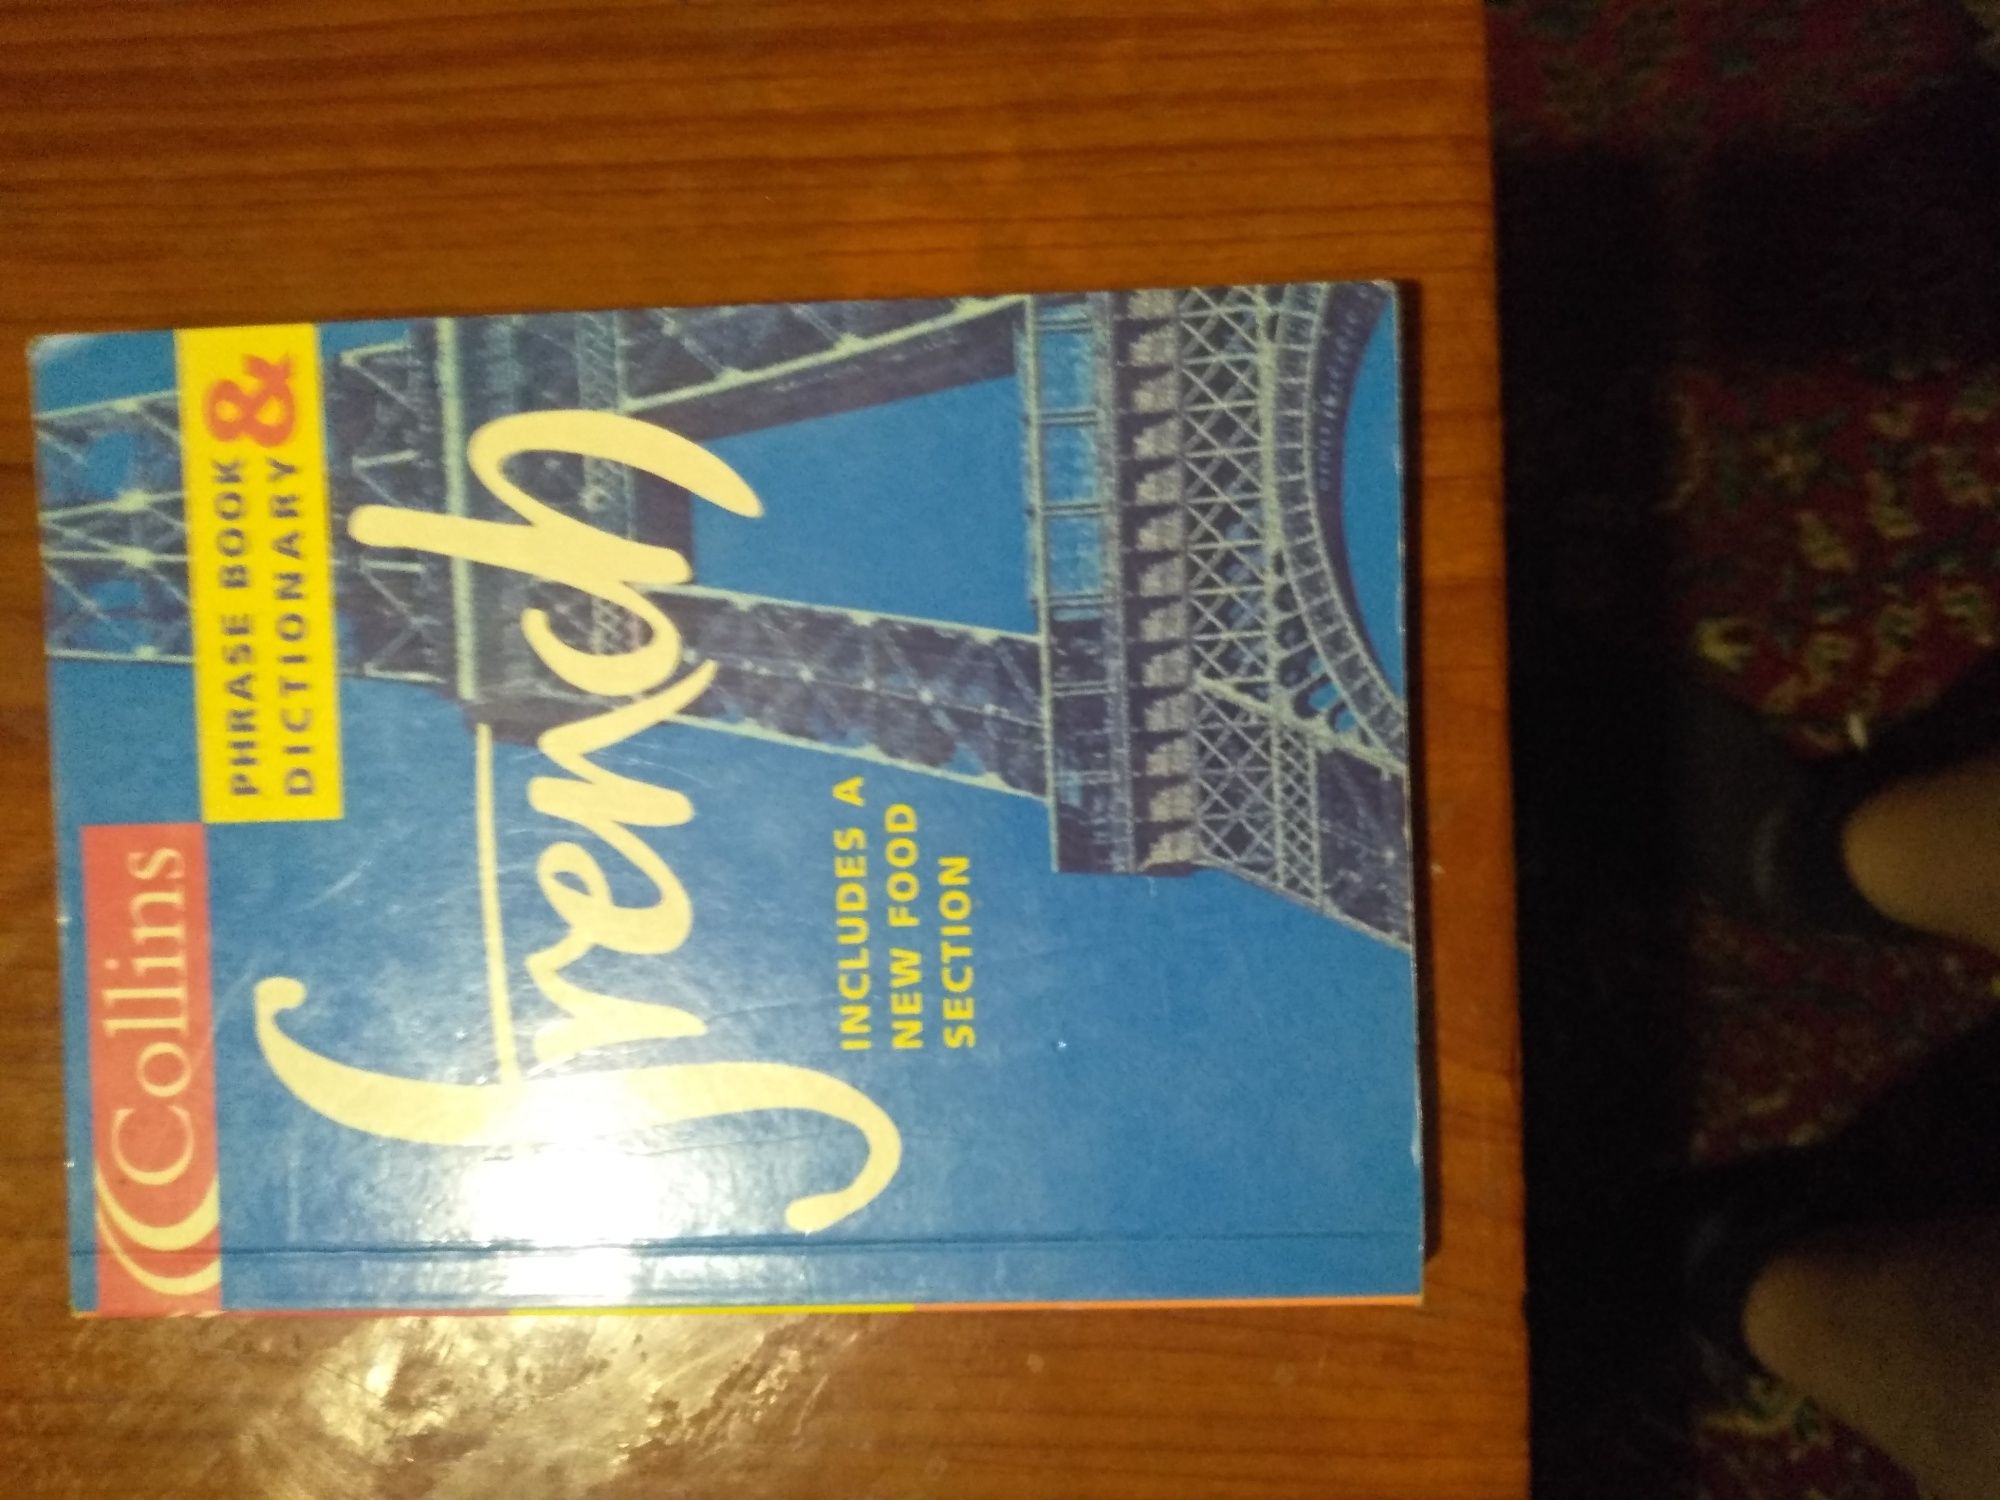 Collins
PHRASE BOOK &
DICTIONARY
French
INCLUDES A
NEW FOOD
SECTION